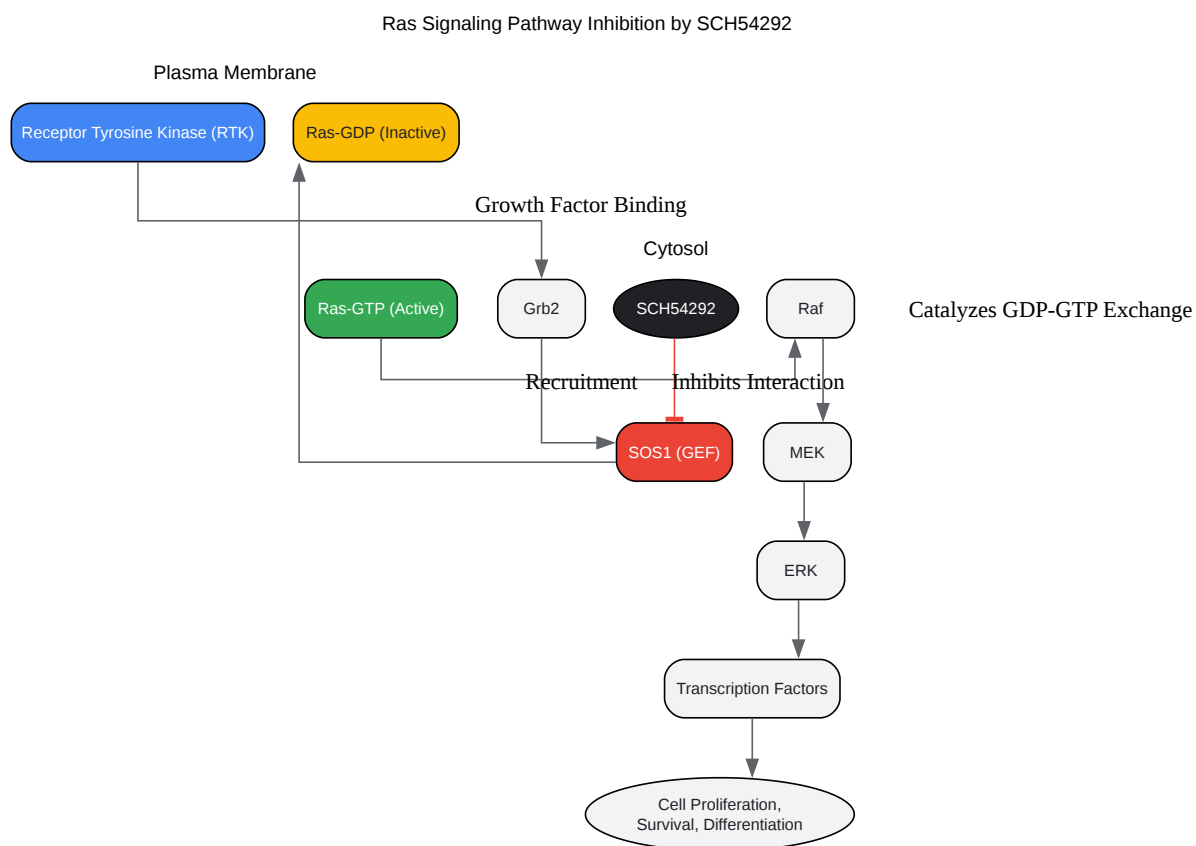 Ras Signaling Pathway Inhibition by SCH54292
Plasma Membrane
Receptor Tyrosine Kinase (RTK)
Ras-GDP (Inactive)
Growth Factor Binding
Cytosol
Ras-GTP (Active)
Grb2
SCH54292
Raf
Catalyzes GDP-GTP Exchange
Recruitment
Inhibits Interaction
SOS1 (GEF)
MEK
ERK
Transcription Factors
Cell Proliferation,
Survival, Differentiation